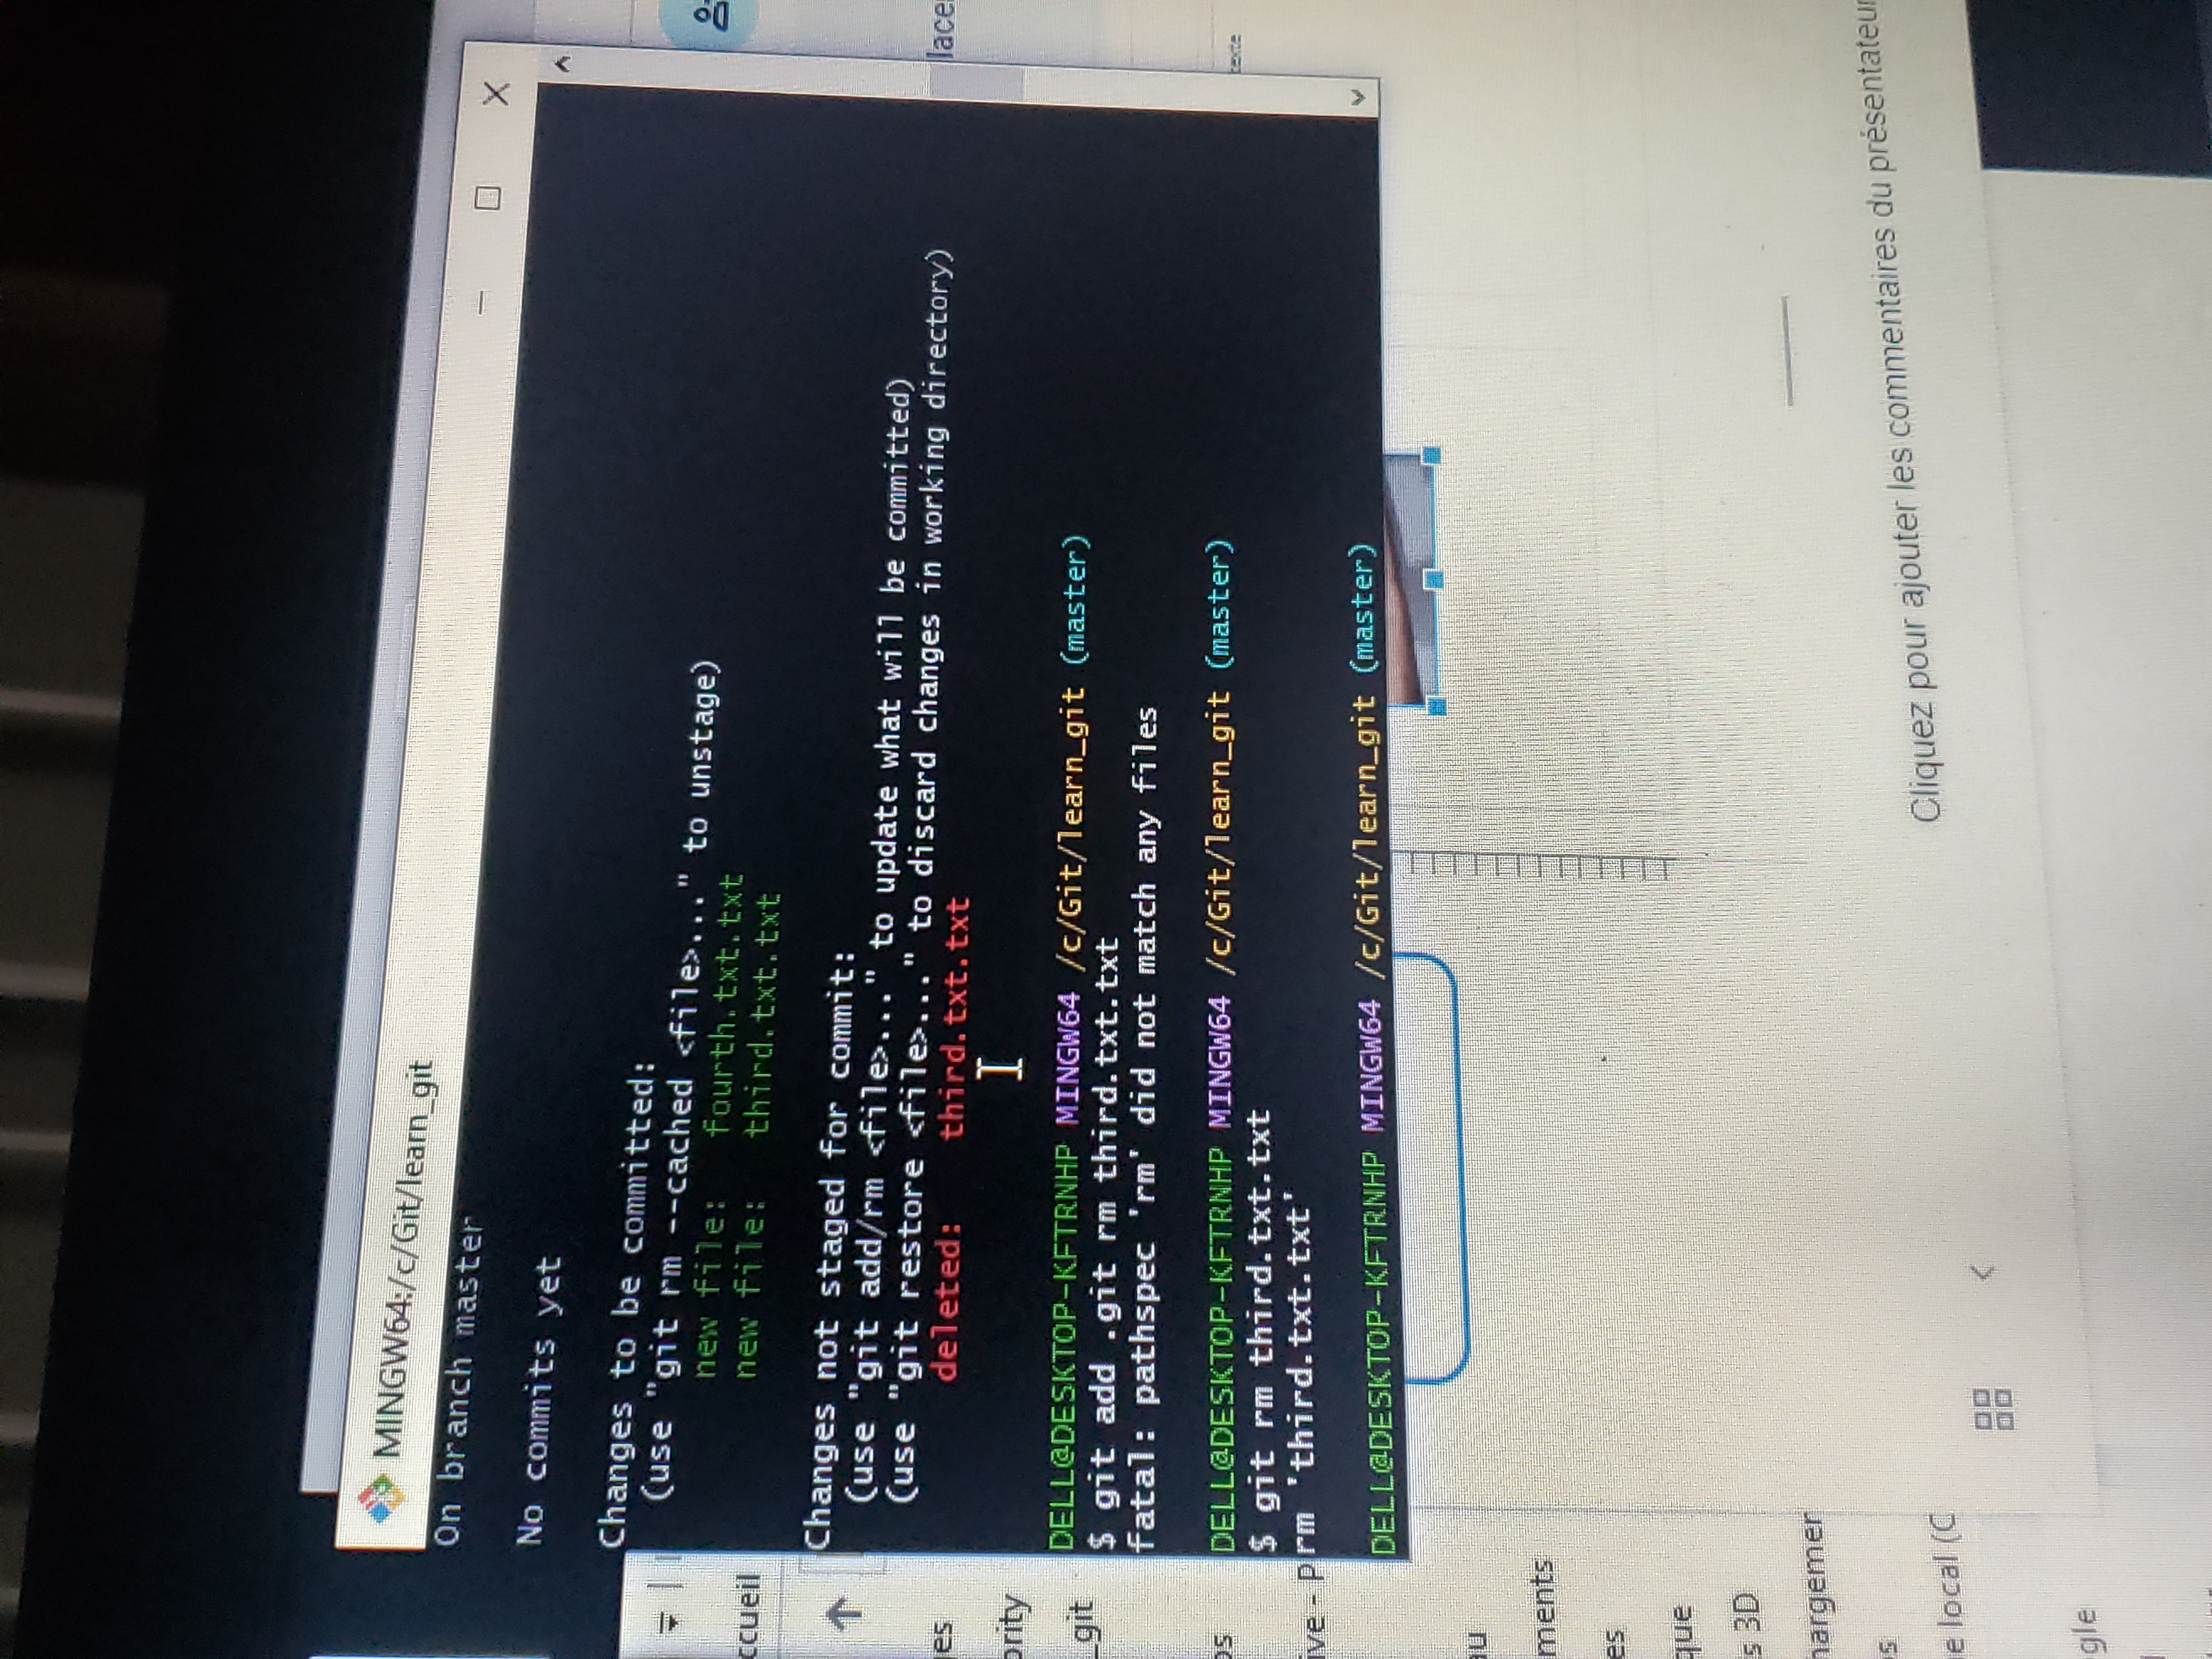 MINGW64:/c/Git/learn_git
On branch master
No commits yet
Changes to be committed:
(use "git rm --cached <file>..." to unstage)
new file: fourth.txt.txt
new file: third.txt.txt
Changes not staged for commit:
(use "git add/rm <file>..." to update what will be committed)
(use "git restore <file>..." to discard changes in working directory)
deleted: third.txt.txt
DELL@DESKTOP-KFTRNHP MINGW64 /c/Git/learn_git (master)
$ git add .git rm third.txt.txt
fatal: pathspec 'rm' did not match any files
DELL@DESKTOP-KFTRNHP MINGW64 /c/Git/learn_git (master)
$ git rm third.txt.txt
rm 'third.txt.txt'
DELL@DESKTOP-KFTRNHP MINGW64 /c/Git/learn_git (master)
ccueil
es
ority
_git
os
ive - P
au
ments
es
que
s 3D
hargemen
os
e local (C
gle
lace
texte
Cliquez pour ajouter les commentaires du présentateur